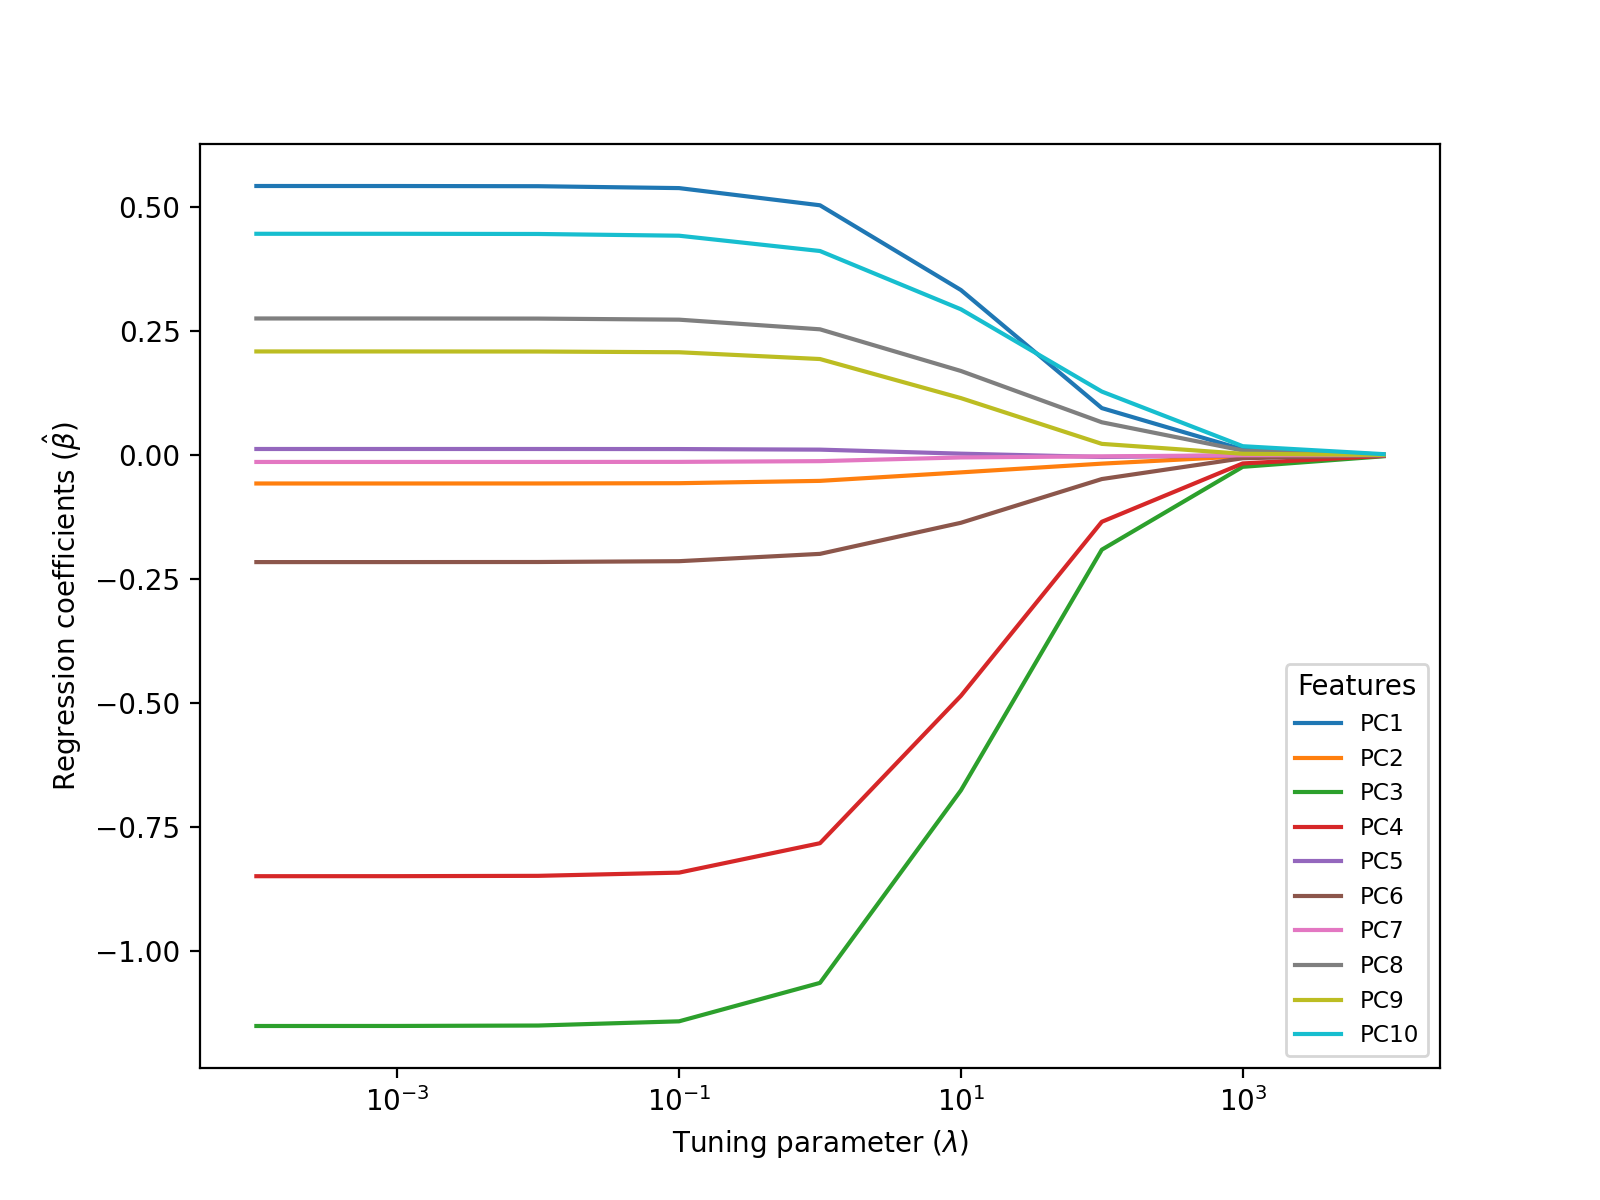 0.50
0.25
0.00
−0.25
−0.50
−0.75
−1.00
Regression coefficients (β̂)
10⁻³ 10⁻¹ 10¹ 10³
Tuning parameter (λ)
Features
PC1
PC2
PC3
PC4
PC5
PC6
PC7
PC8
PC9
PC10